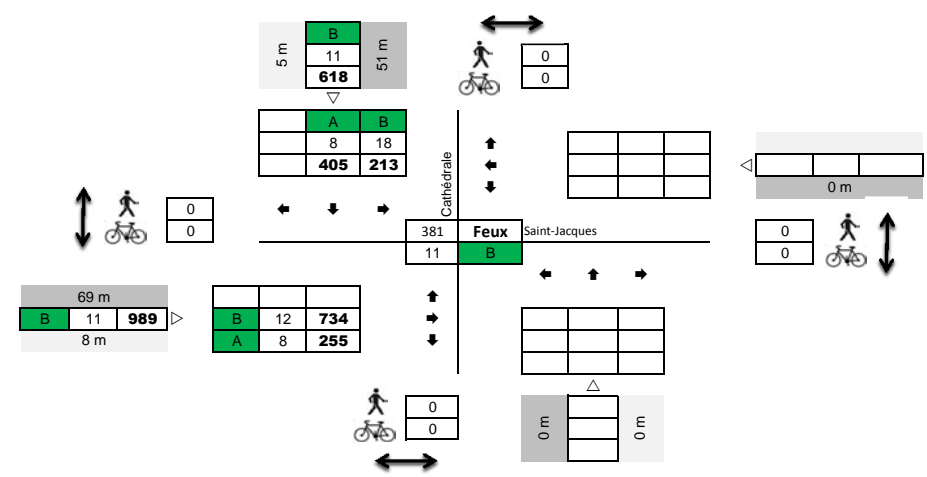 B
11
618
5 m
51 m
0
0
A B
8 18
405 213
0 m
0
0
Cathédrale
381 Feux Saint-Jacques
11 B
0
0
69 m
B 11 989
8 m
B 12 734
A 8 255
0
0
0 m
0 m